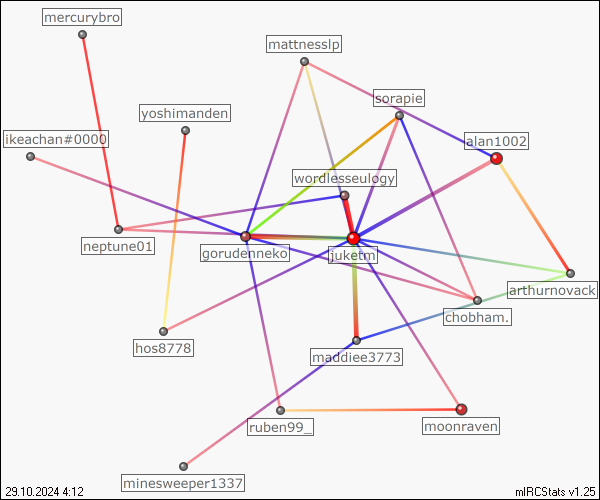 mercurybro
mattnesslp
sorapie
yoshimanden
ikeachan#0000
alan1002
wordlesseulogy
neptune01
gorudenneko
juketm
arthurnovack
chobham.
hos8778
maddiee3773
ruben99_
moonraven
minesweeper1337
29.10.2024 4:12
mIRCStats v1.25